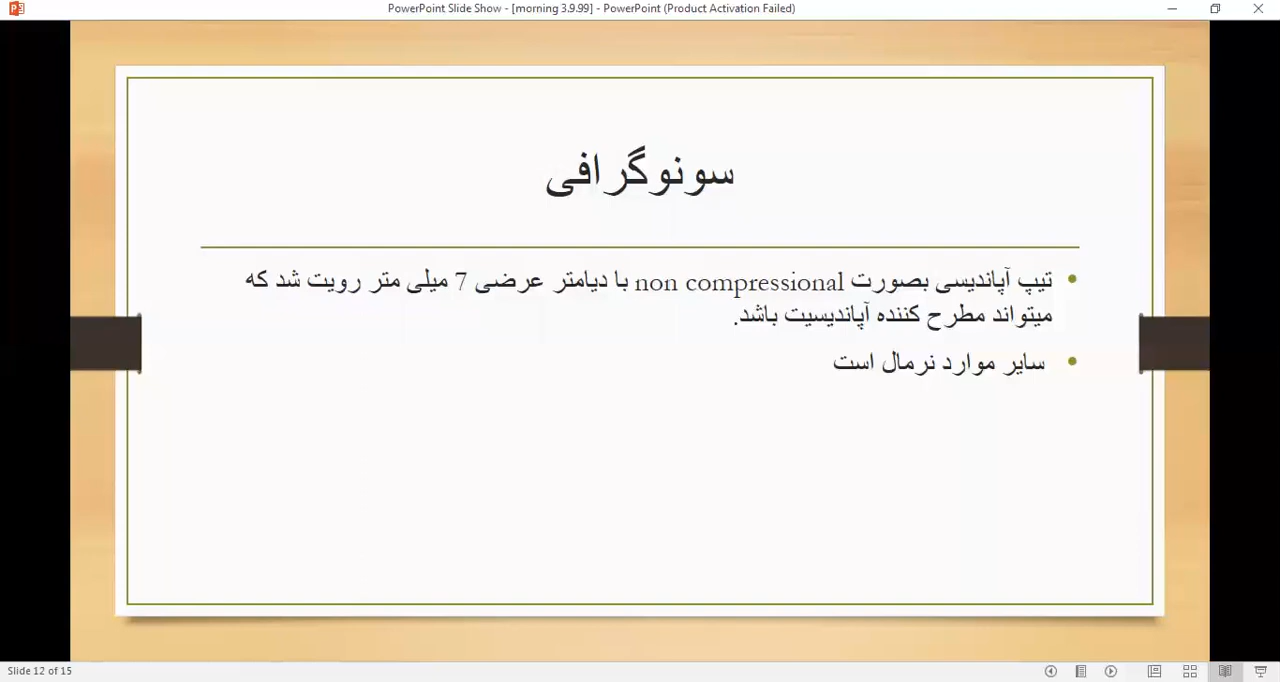 PowerPoint Slide Show - [morning 3.9.99] - PowerPoint (Product Activation Failed)
سونوگرافی
• تیپ آپاندیسی بصورت non compressional با دیامتر عرضی 7 میلی متر رویت شد که
میتواند مطرح کننده آپاندیسیت باشد.
• سایر موارد نرمال است
Slide 12 of 15